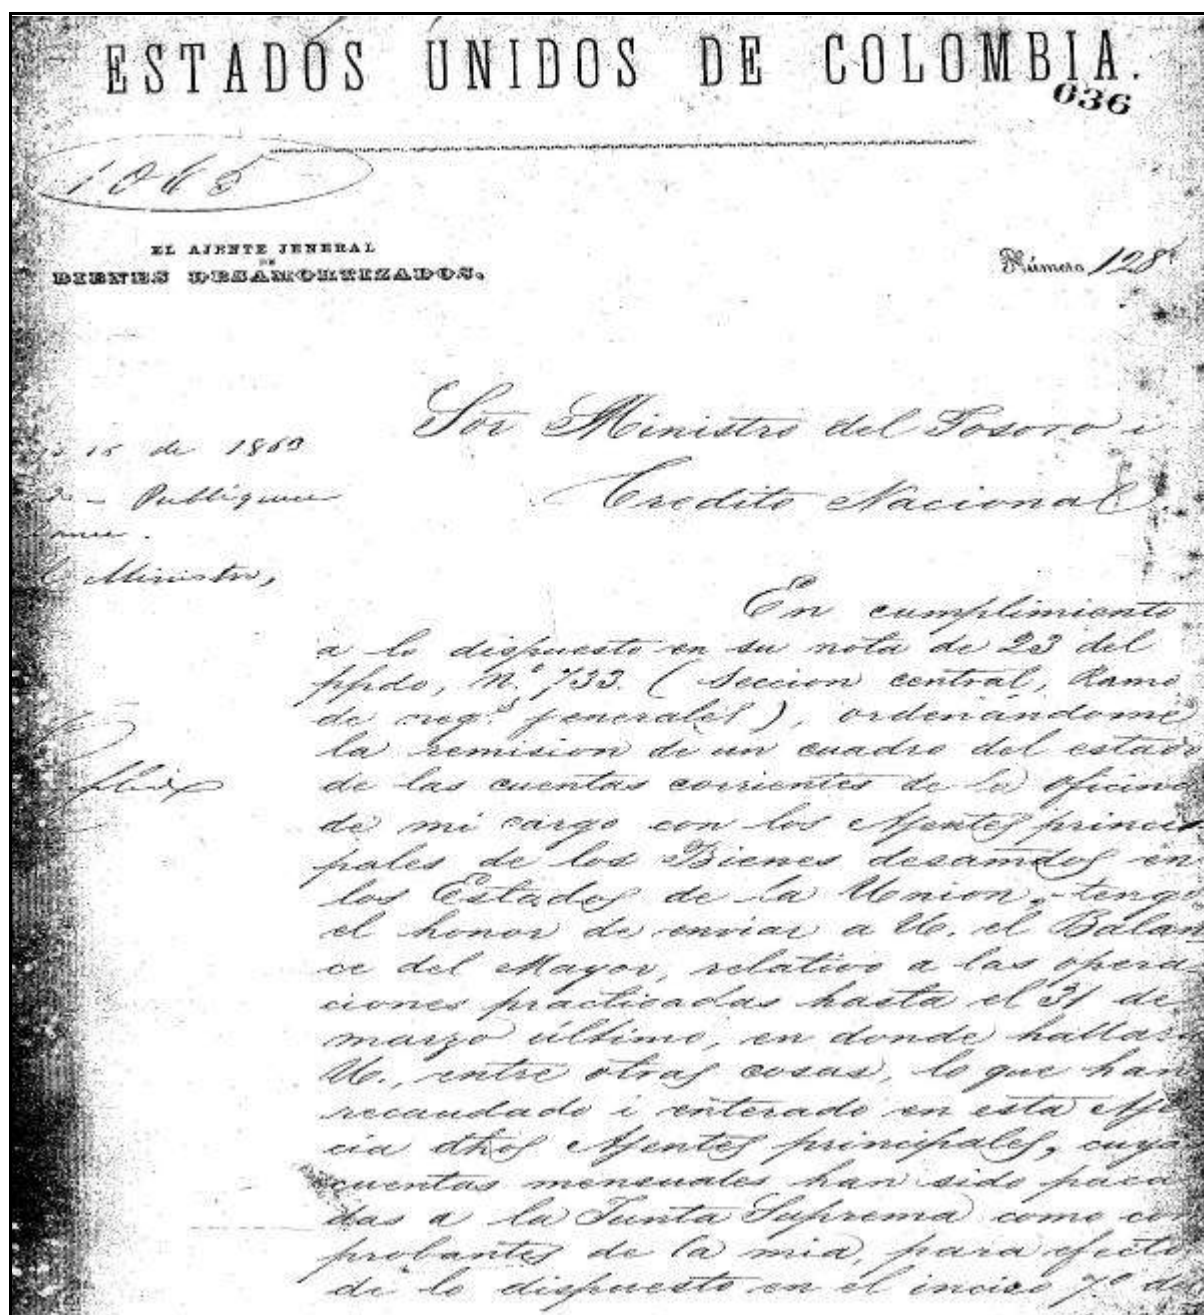 ESTADOS UNIDOS DE COLOMBIA.
036
1065
EL AJENTE JENERAL
DE
BIENES DESAMORTIZADOS.
Número 128
Sor Ministro del Tesoro i
Credito Nacional.
de 1863
Publíquese
Ministro,
En cumplimiento
a lo dispuesto en su nota de 23 del
ppdo, N.º 733. (Seccion central, Ramo
de neg.s jenerales), ordenándome
la remision de un cuadro del estado
de las cuentas corrientes de la oficina
de mi cargo con los Ajentes princi
pales de los Bienes desamdos en
los Estados de la Union, tengo
el honor de enviar a U. el Balan
ce del Mayor, relativo a las opera
ciones practicadas hasta el 31 de
marzo último, en donde hallará
U., entre otras cosas, lo que han
recaudado i enterado en esta Ajen
cia dhos Ajentes principales, cuyas
cuentas mensuales han sido pasa
das a la Junta Suprema como co
probantes de la mia, para efecto
de lo dispuesto en el inciso 7º de